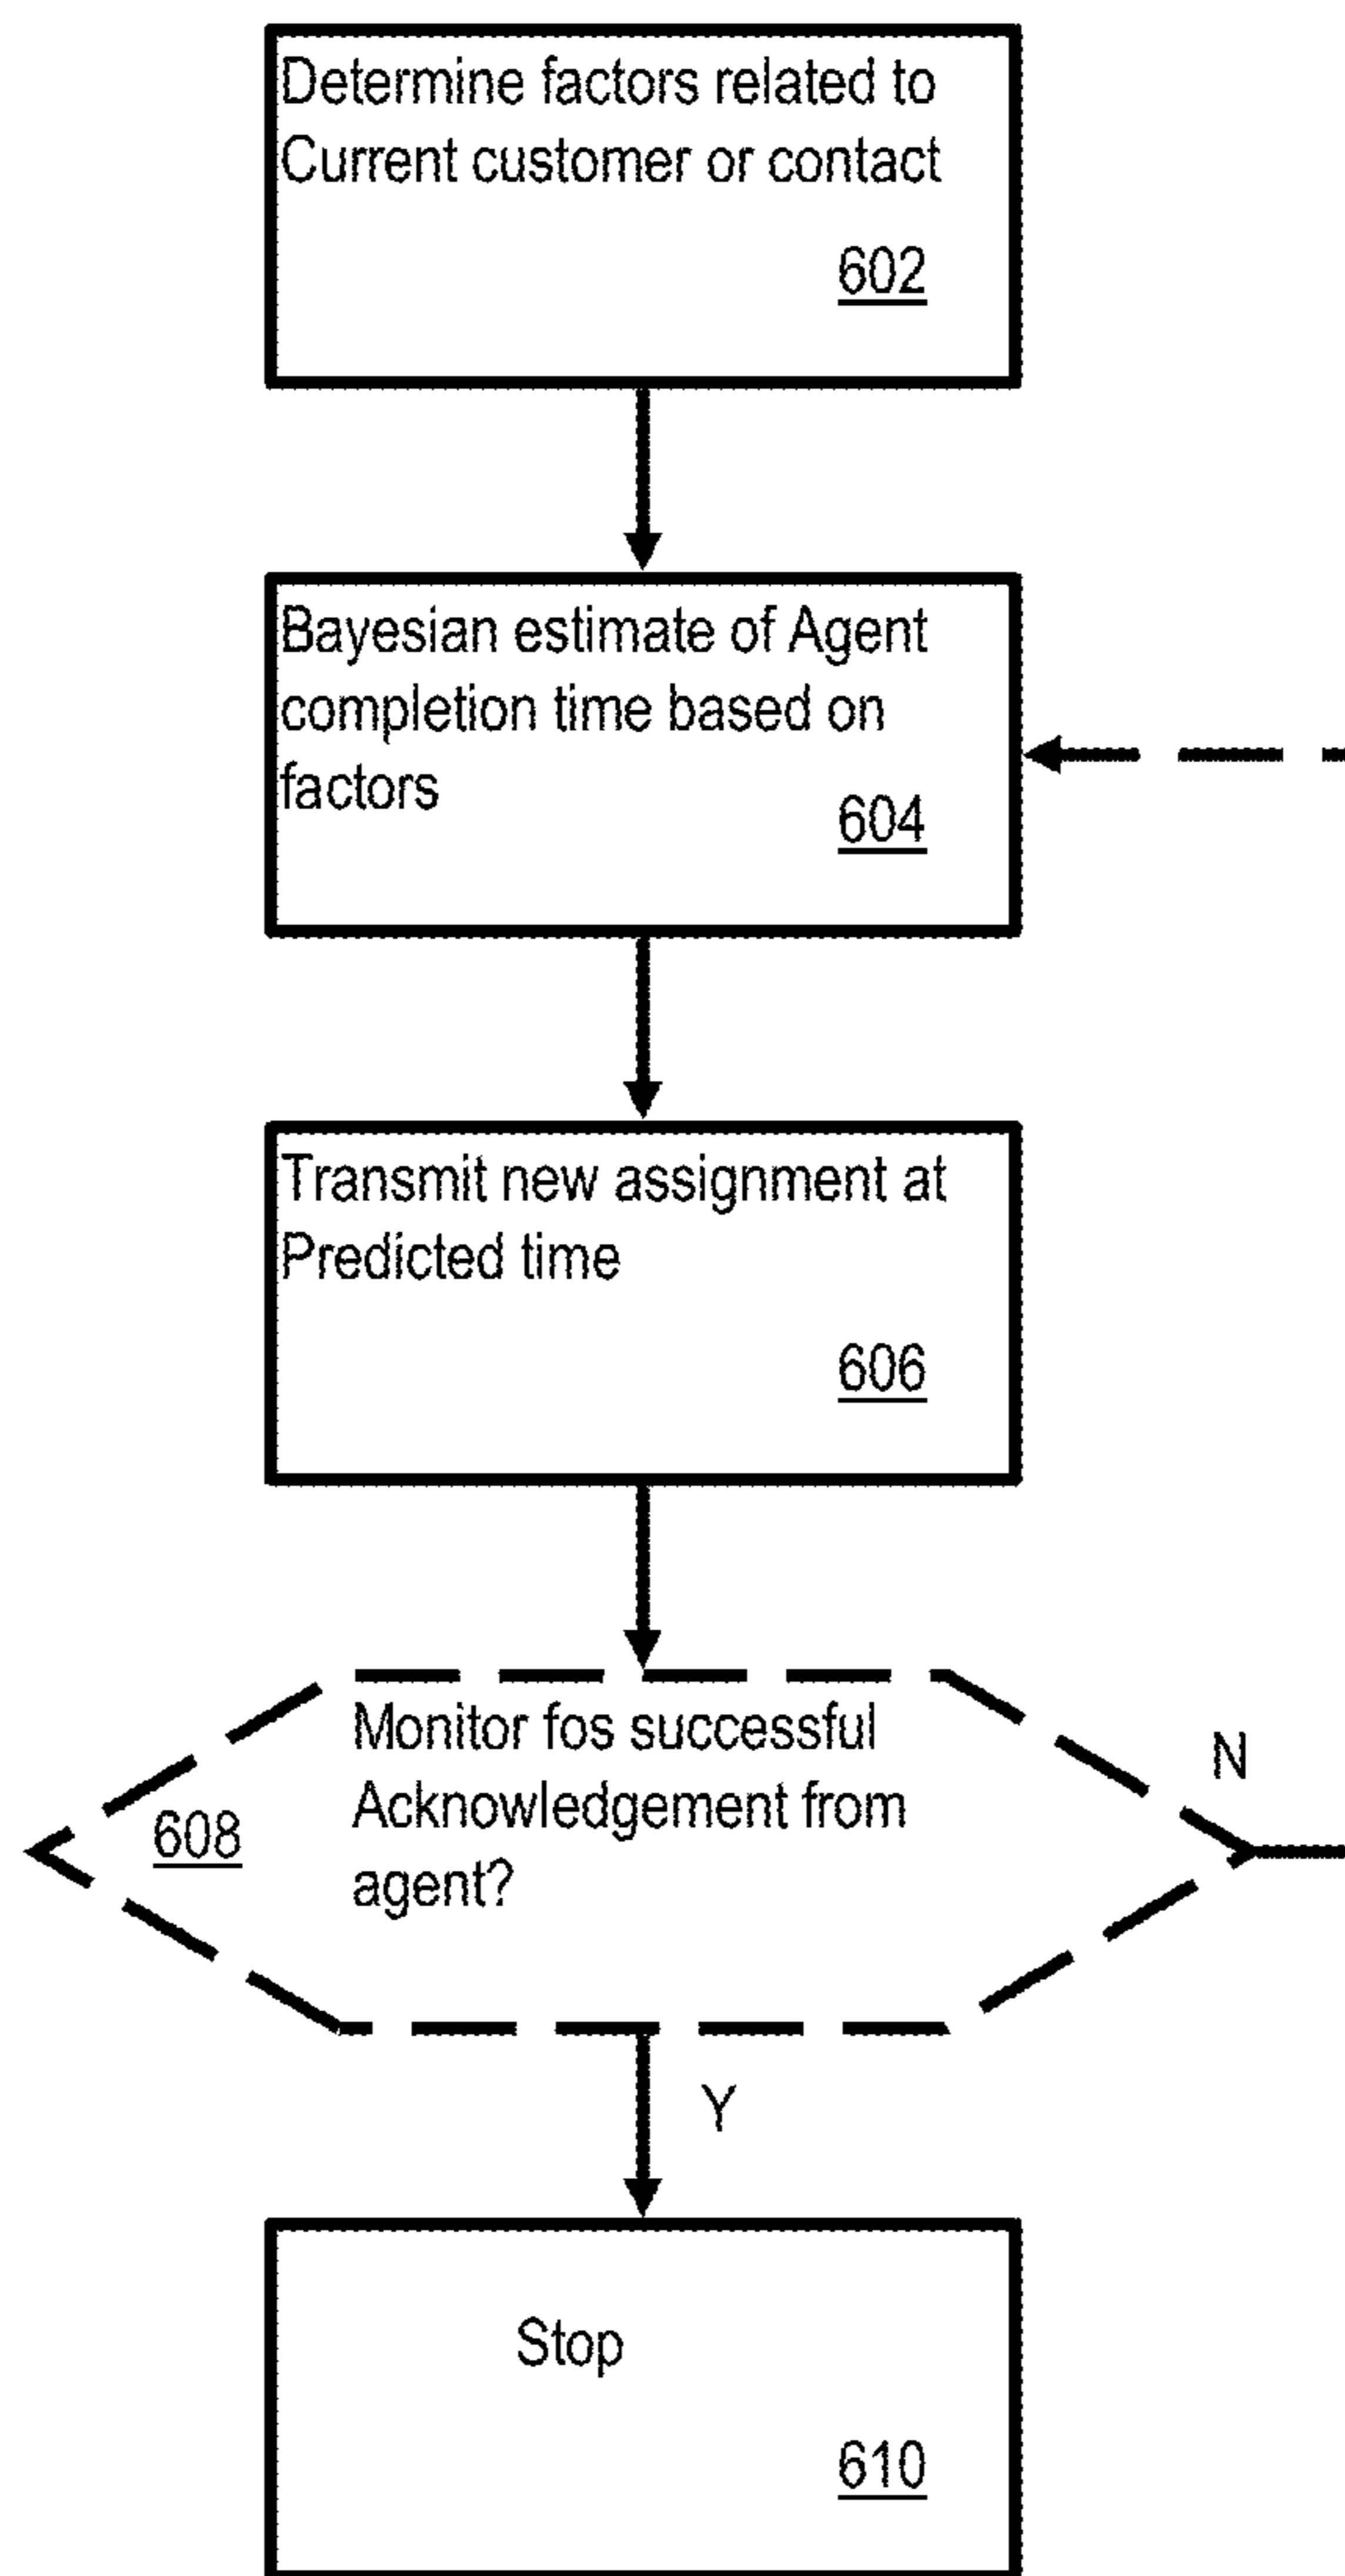 Determine factors related to
Current customer or contact
602
Bayesian estimate of Agent
completion time based on
factors
604
Transmit new assignment at
Predicted time
606
Monitor fos successful
Acknowledgement from
agent?
608
N
Y
Stop
610